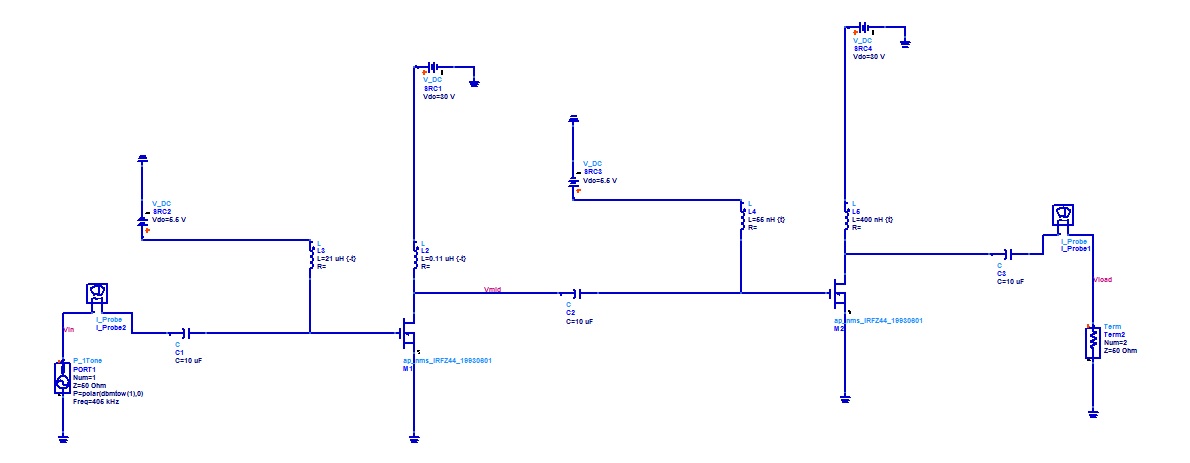 V_DC
SRC4
Vdc=30 V
V_DC
SRC1
Vdc=30 V
V_DC
SRC3
Vdc=5.5 V
V_DC
SRC2
Vdc=5.5 V
L
L4
L=55 nH {t}
R=
L
L5
L=400 nH {t}
R=
L
L3
L=21 uH {-t}
R=
L
L2
L=0.11 uH {-t}
R=
I_Probe
I_Probe1
C
C3
C=10 uF
Vload
Vmid
C
C2
C=10 uF
I_Probe
I_Probe2
Vin
C
C1
C=10 uF
ap_nms_IRFZ44_19930601
M2
Term
Term2
Num=2
Z=50 Ohm
ap_nms_IRFZ44_19930601
M1
P_1Tone
PORT1
Num=1
Z=50 Ohm
P=polar(dbmtow(1),0)
Freq=405 kHz